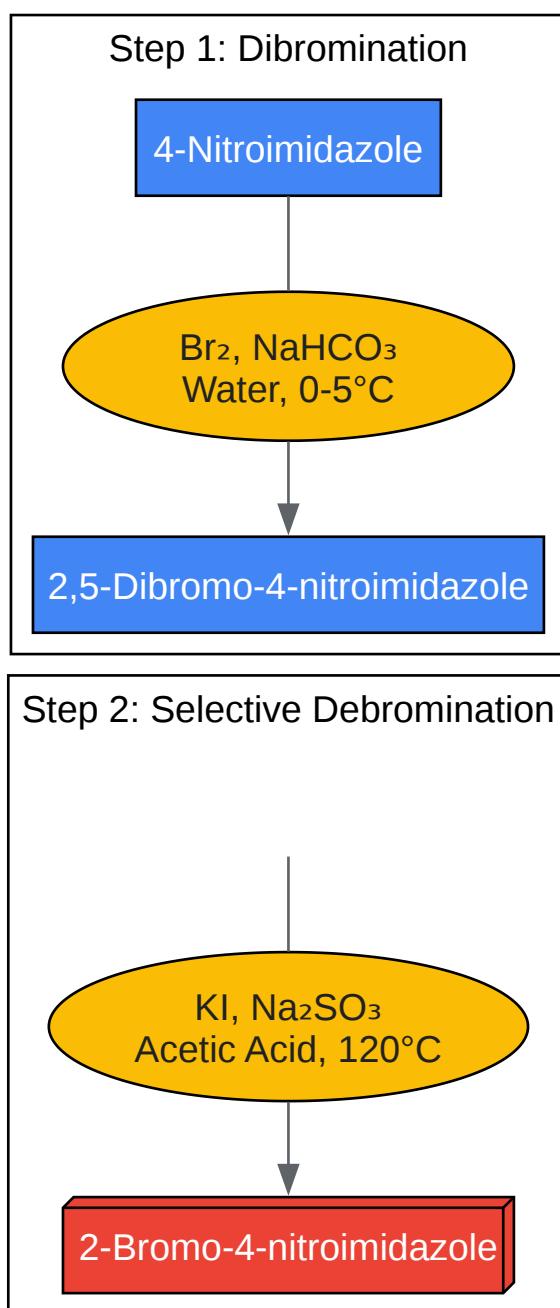 Step 1: Dibromination
4-Nitroimidazole
Br₂, NaHCO₃
Water, 0-5°C
2,5-Dibromo-4-nitroimidazole
Step 2: Selective Debromination
KI, Na₂SO₃
Acetic Acid, 120°C
2-Bromo-4-nitroimidazole